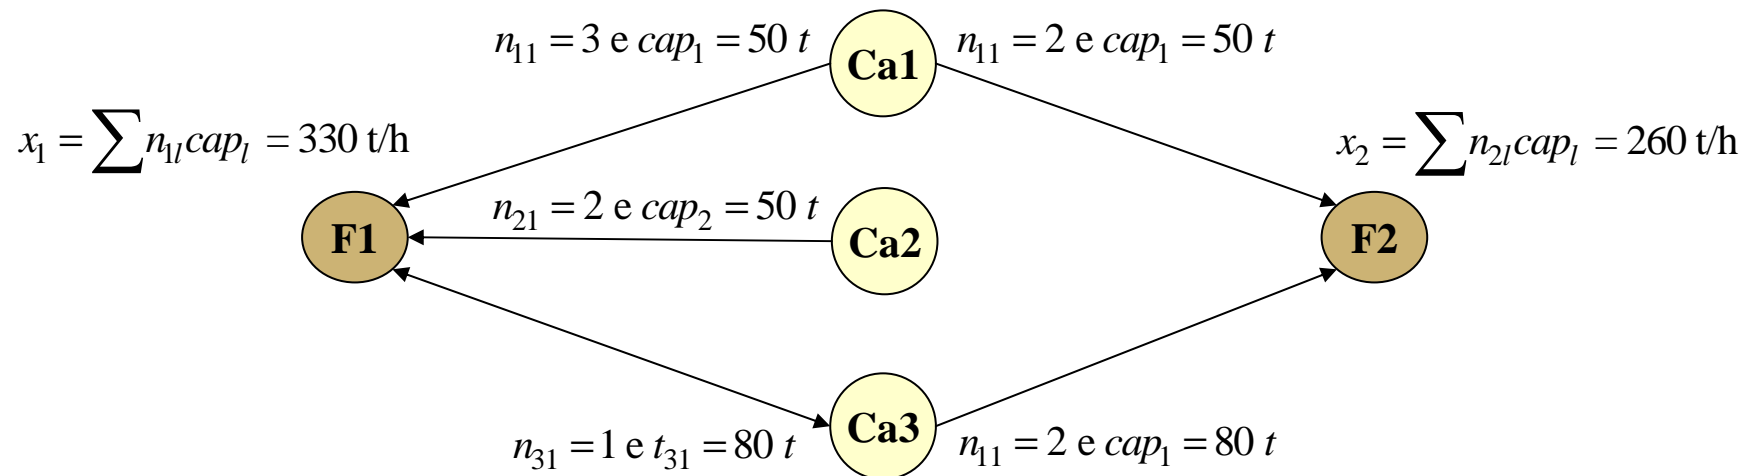 n₁₁ = 3 e cap₁ = 50 t
Ca1
n₁₁ = 2 e cap₁ = 50 t
x₁ = ∑n₁ₗcapₗ = 330 t/h
x₂ = ∑n₂ₗcapₗ = 260 t/h
F1
n₂₁ = 2 e cap₂ = 50 t
Ca2
F2
n₃₁ = 1 e t₃₁ = 80 t
Ca3
n₁₁ = 2 e cap₁ = 80 t